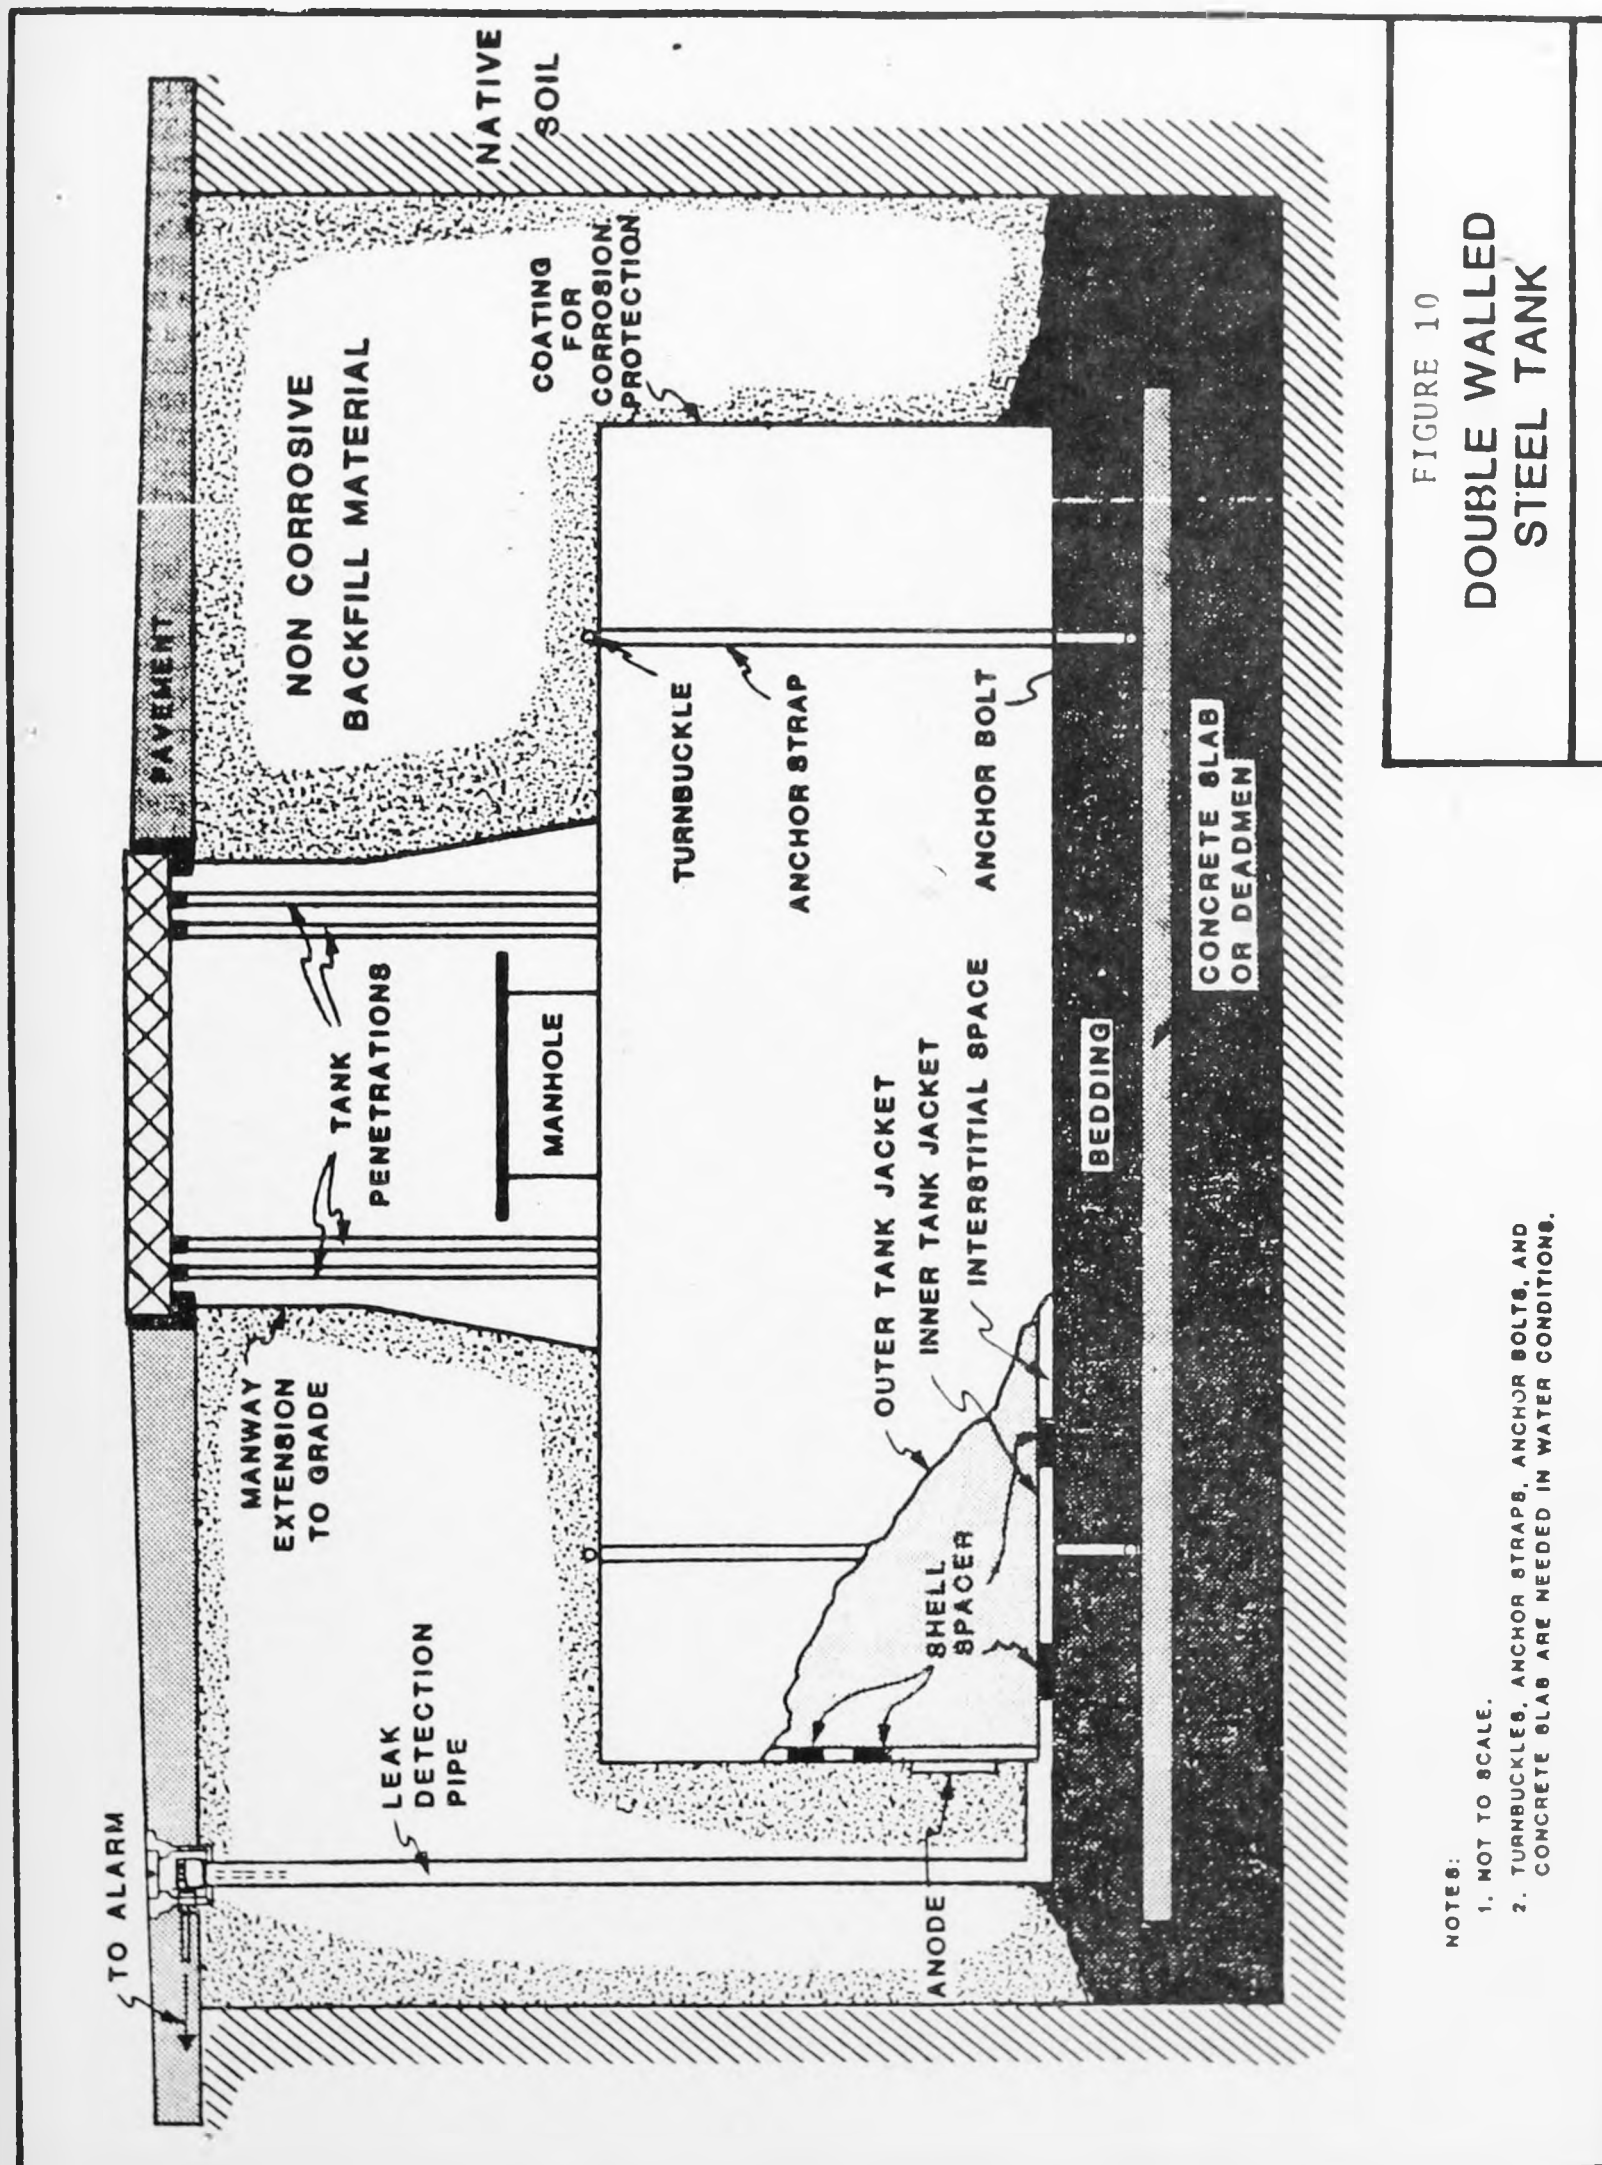 TO ALARM
PAVEMENT
NATIVE
SOIL
NON CORROSIVE
BACKFILL MATERIAL
MANWAY
EXTENSION
TO GRADE
TANK
PENETRATIONS
LEAK
DETECTION
PIPE
MANHOLE
COATING
FOR
CORROSION
PROTECTION
TURNBUCKLE
ANCHOR STRAP
ANCHOR BOLT
OUTER TANK JACKET
INNER TANK JACKET
INTERSTITIAL SPACE
SHELL
SPACER
ANODE
BEDDING
CONCRETE SLAB
OR DEADMEN
NOTES:
1. NOT TO SCALE.
2. TURNBUCKLES, ANCHOR STRAPS, ANCHOR BOLTS, AND
CONCRETE SLAB ARE NEEDED IN WATER CONDITIONS.
FIGURE 10
DOUBLE WALLED
STEEL TANK